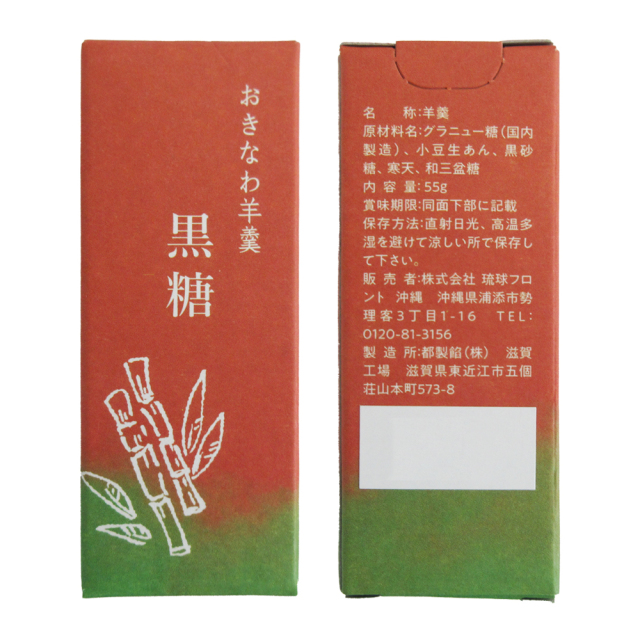 おきなわ羊羹
黒糖
名　　称:羊羹
原材料名:グラニュー糖(国内
製造)、小豆生あん、黒砂
糖、寒天、和三盆糖
内 容 量:55g
賞味期限:同面下部に記載
保存方法:直射日光、高温多
湿を避けて涼しい所で保存し
て下さい。
販 売 者:株式会社 琉球フロ
ント　沖縄　沖縄県浦添市勢
理客3丁目1-16　TEL:
0120-81-3156
製 造 所:都製餡(株)　滋賀
工場　滋賀県東近江市五個
荘山本町573-8